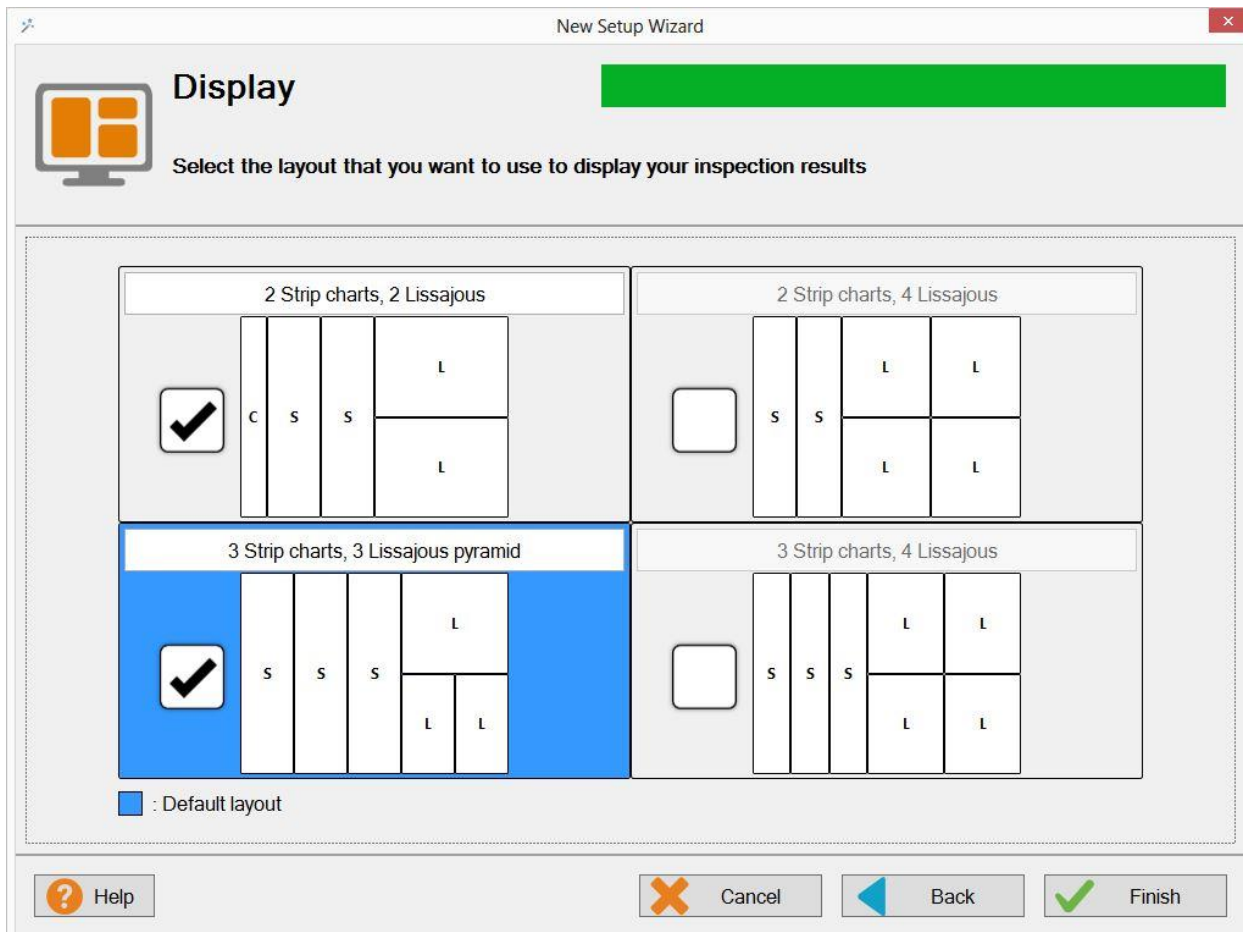 New Setup Wizard
Display
Select the layout that you want to use to display your inspection results
2 Strip charts, 2 Lissajous
C S S L
L
2 Strip charts, 4 Lissajous
S S L L
L L
3 Strip charts, 3 Lissajous pyramid
S S S L
L L
3 Strip charts, 4 Lissajous
S S S L L
L L
: Default layout
? Help
Cancel
Back
Finish